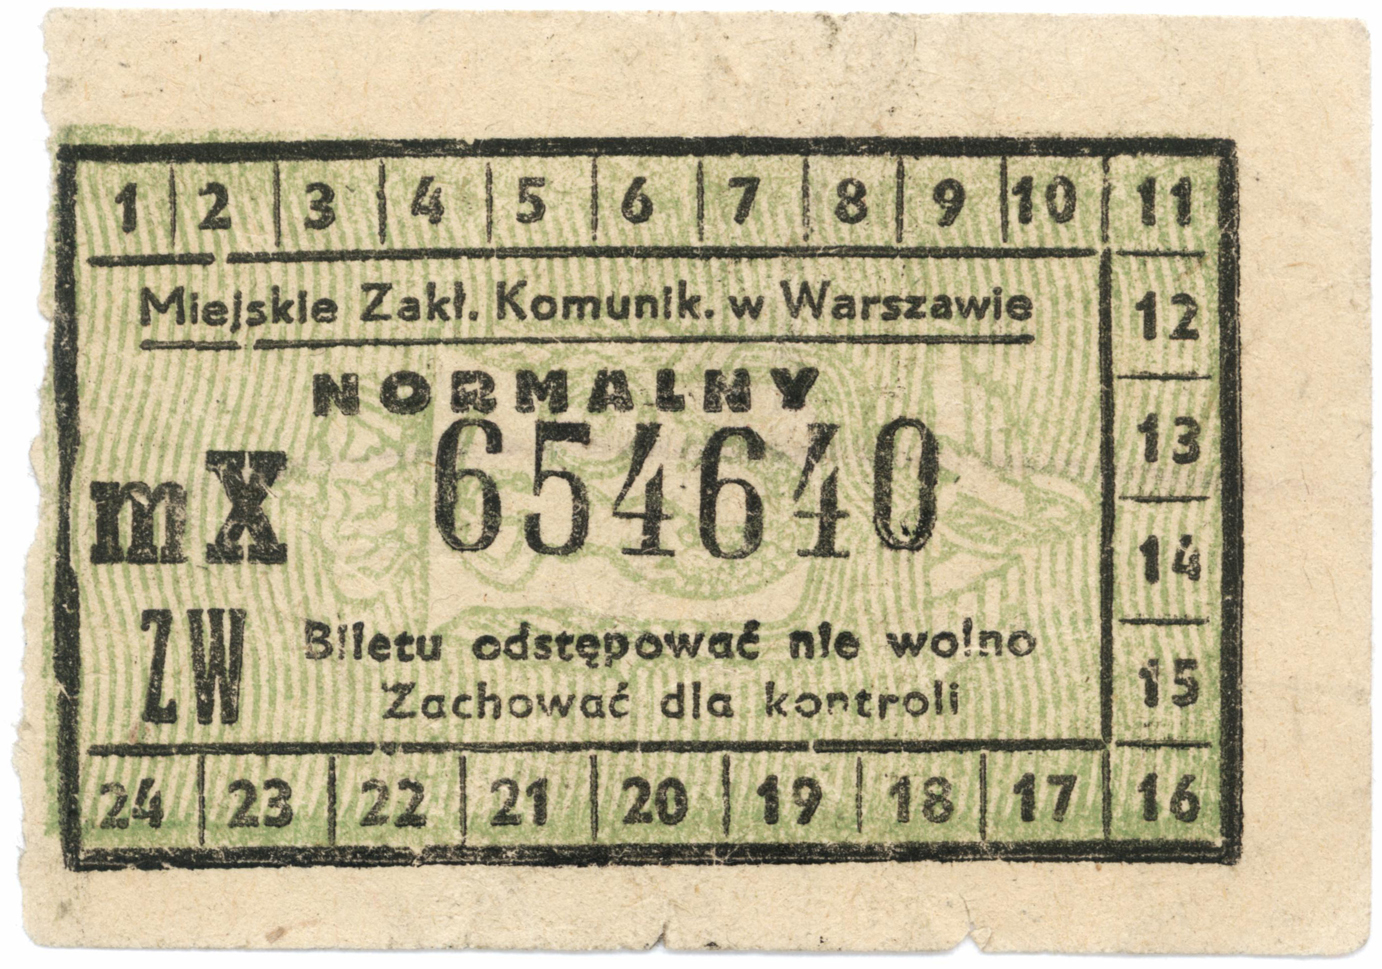 1 2 3 4 5 6 7 8 9 10 11
Miejskie Zakł. Komunik. w Warszawie
12
NORMALNY
13
mX 654640
14
ZW Biletu odstępować nie wolno
Zachować dla kontroli
15
24 23 22 21 20 19 18 17 16